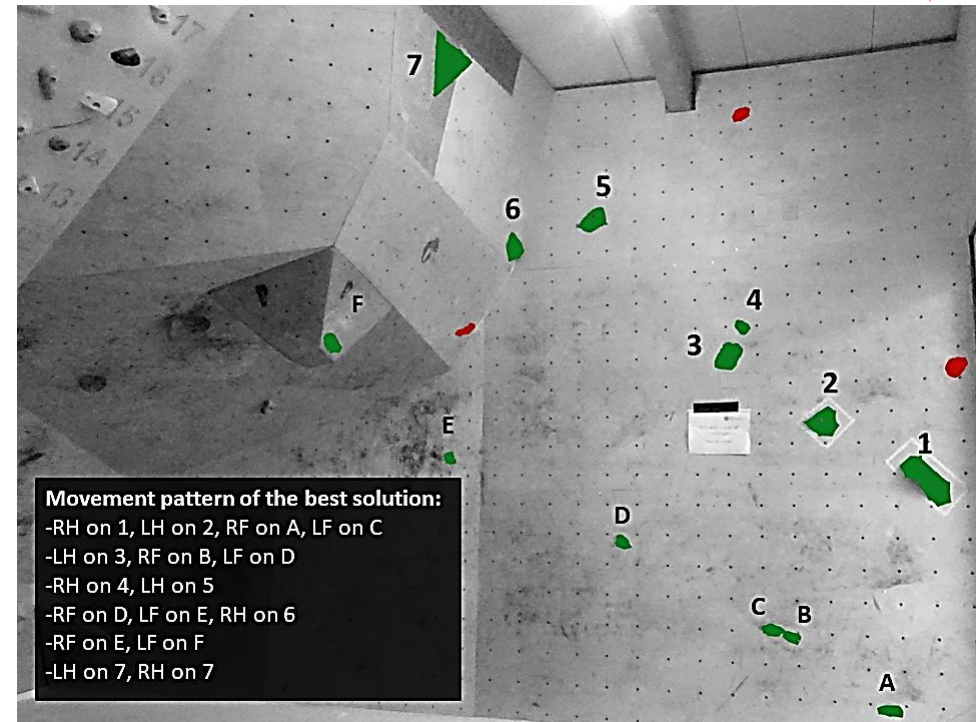 17
16
15
14
13
7
6
5
4
3
2
1
F
E
D
C
B
A
Movement pattern of the best solution:
-RH on 1, LH on 2, RF on A, LF on C
-LH on 3, RF on B, LF on D
-RH on 4, LH on 5
-RF on D, LF on E, RH on 6
-RF on E, LF on F
-LH on 7, RH on 7